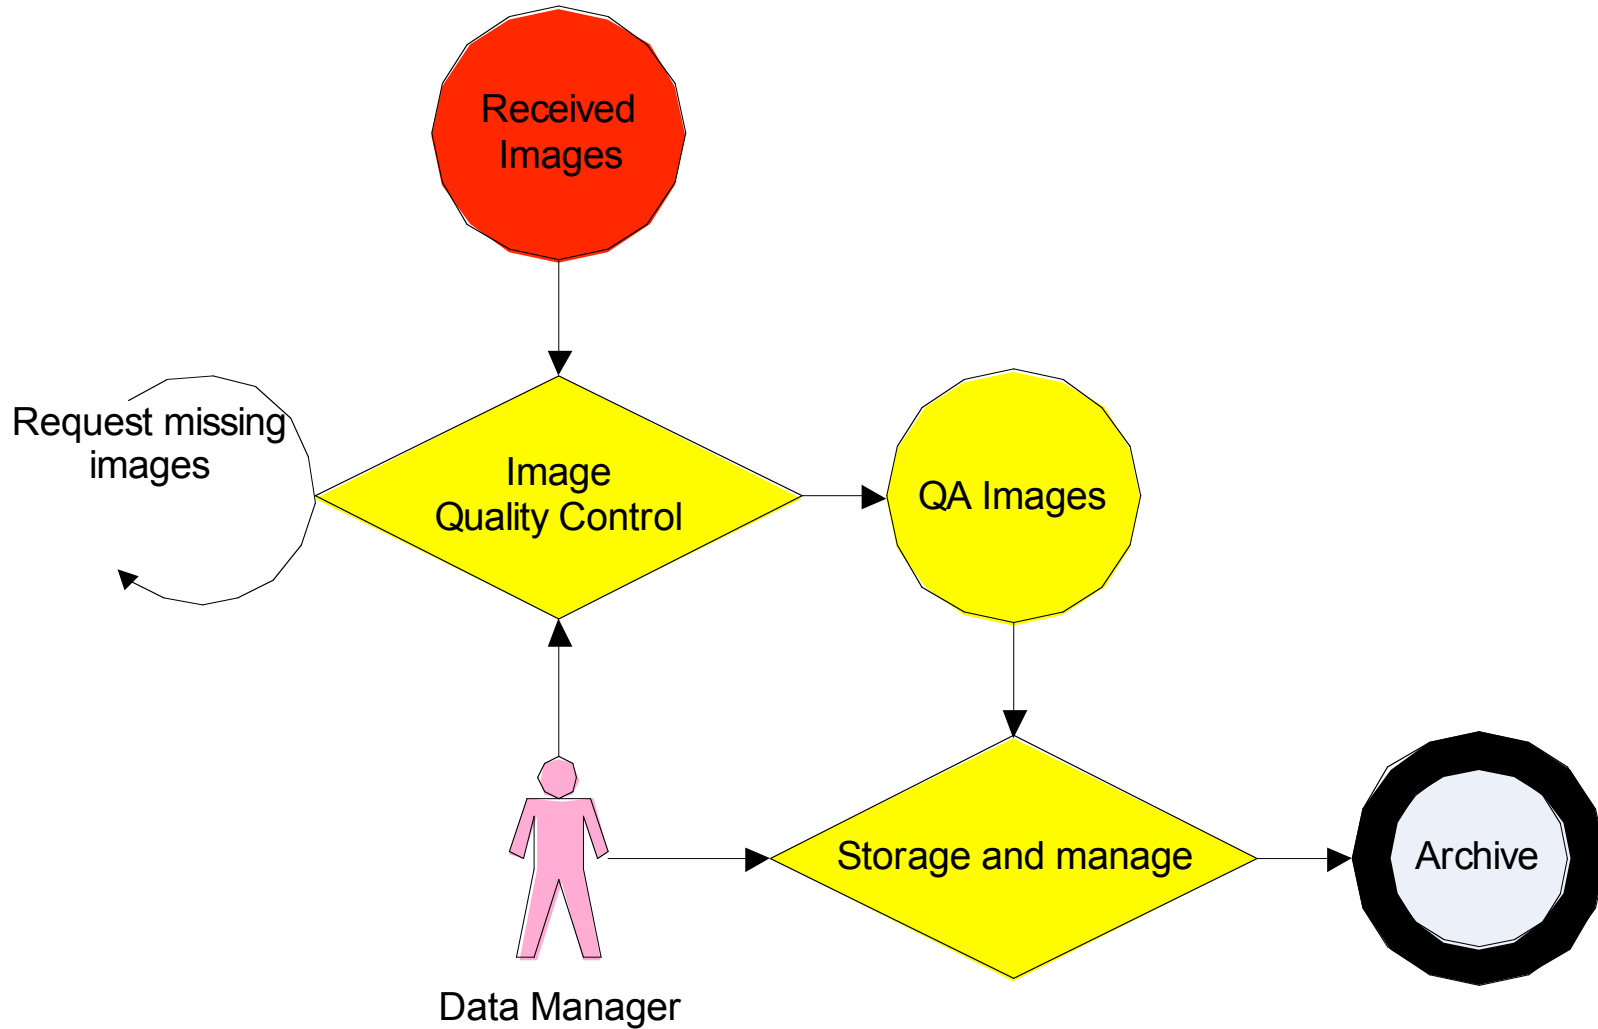 Received
Images
Request missing
images
Image
Quality Control
QA Images
Storage and manage
Archive
Data Manager